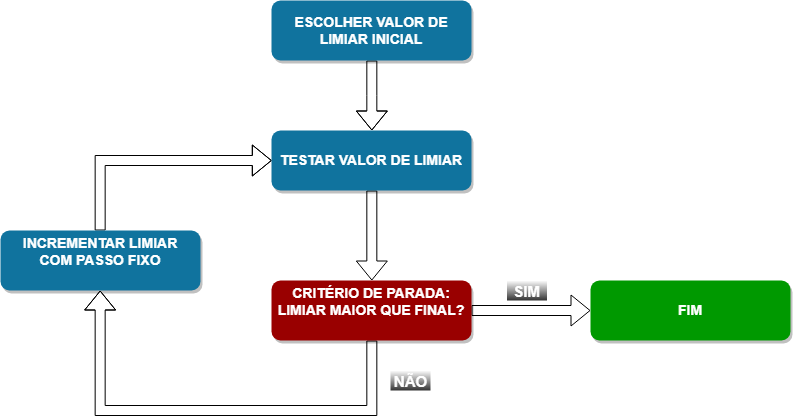 ESCOLHER VALOR DE
LIMIAR INICIAL
TESTAR VALOR DE LIMIAR
INCREMENTAR LIMIAR
COM PASSO FIXO
CRITÉRIO DE PARADA:
LIMIAR MAIOR QUE FINAL?
SIM
FIM
NÃO